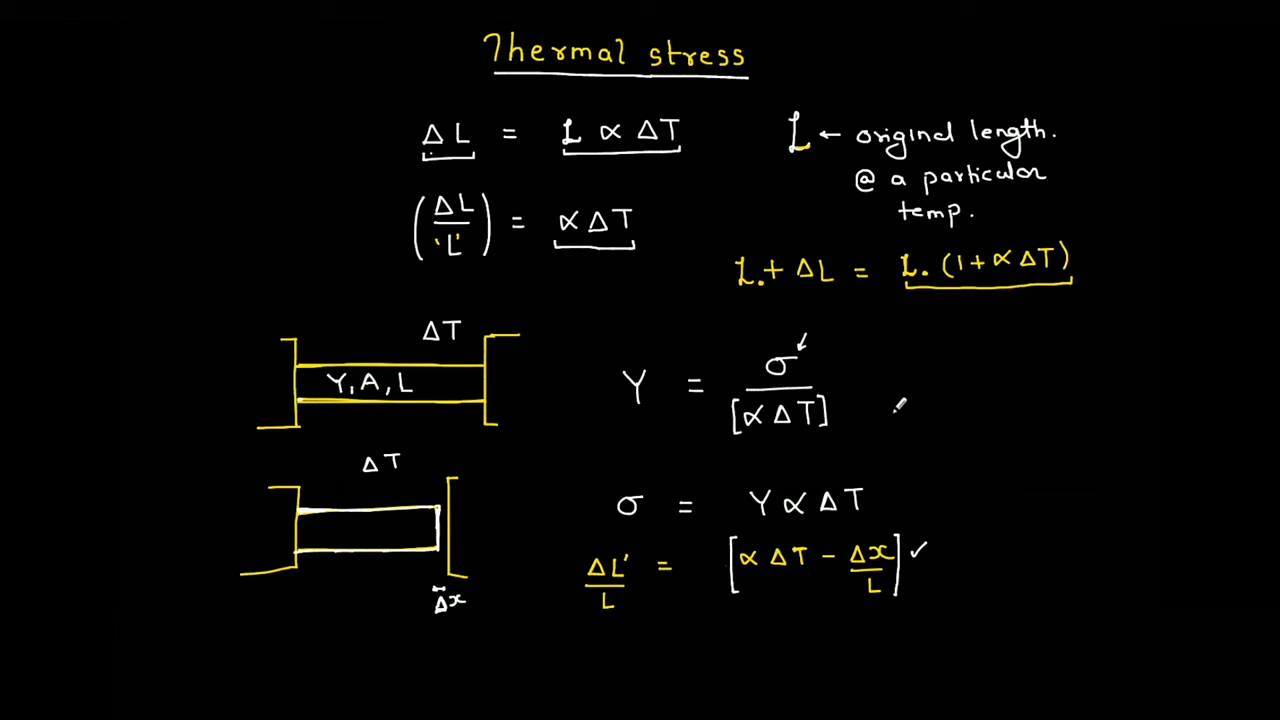 Thermal stress
ΔL = L ∝ ΔT
L ← original length.
@ a particular
temp.
(ΔL/'L') = ∝ΔT
L. + ΔL = L. (1 + ∝ ΔT)
ΔT
Y, A, L
Y = σ/[∝ ΔT]
ΔT
σ = Y ∝ ΔT
ΔL'/L = [∝ ΔT - Δx/L] ✓
Δx